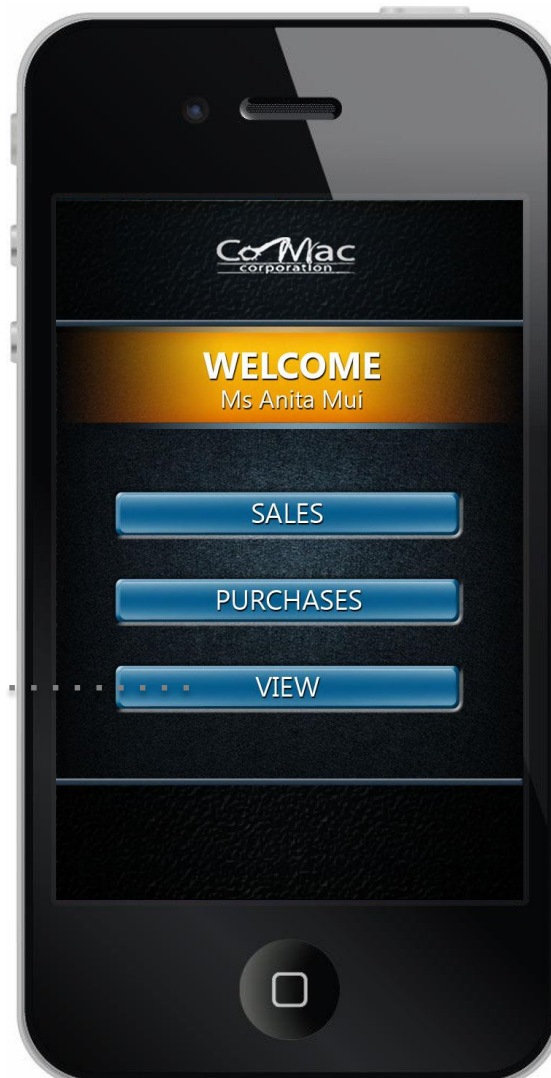 CoMac
corporation
WELCOME
Ms Anita Mui
SALES
PURCHASES
VIEW